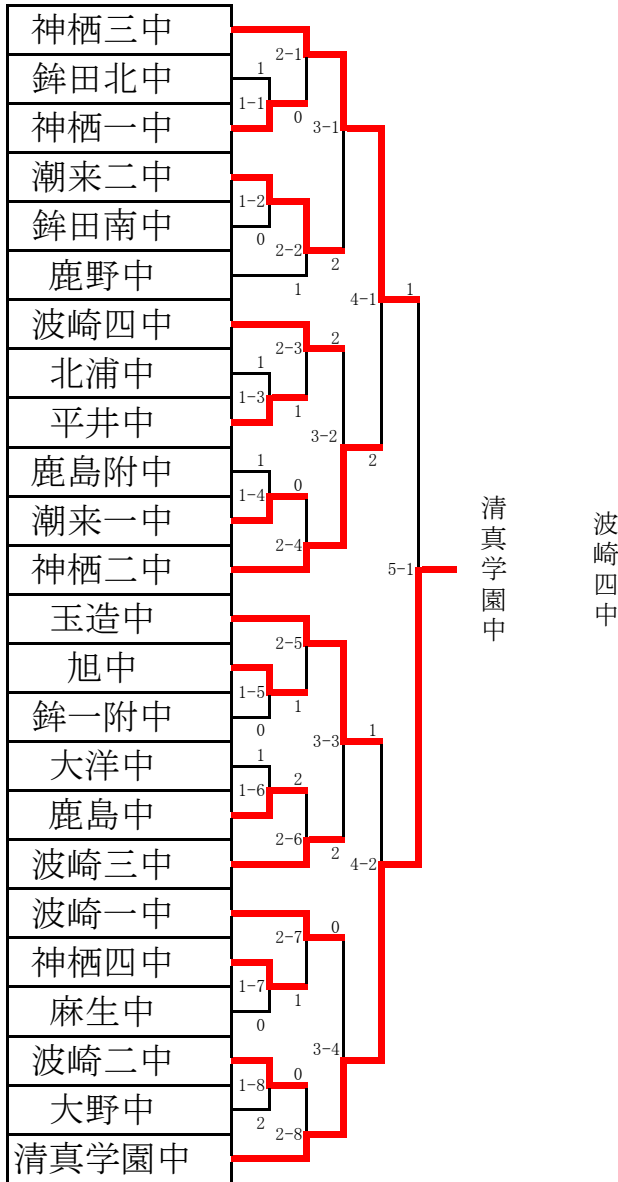 神栖三中
鉾田北中
神栖一中
潮来二中
鉾田南中
鹿野中
波崎四中
北浦中
平井中
鹿島附中
潮来一中
神栖二中
玉造中
旭中
鉾一附中
大洋中
鹿島中
波崎三中
波崎一中
神栖四中
麻生中
波崎二中
大野中
清真学園中
1
1-1
1-2
0
1
1-3
1
1-4
1-5
0
1
1-6
1-7
0
1-8
2
2-1
0
2-2
1
2-3
1
0
2-4
2-5
1
2
2-6
2-7
1
0
2-8
3-1
2
2
3-2
3-3
2
0
3-4
4-1
2
1
4-2
1
5-1
清真学園中
波崎四中